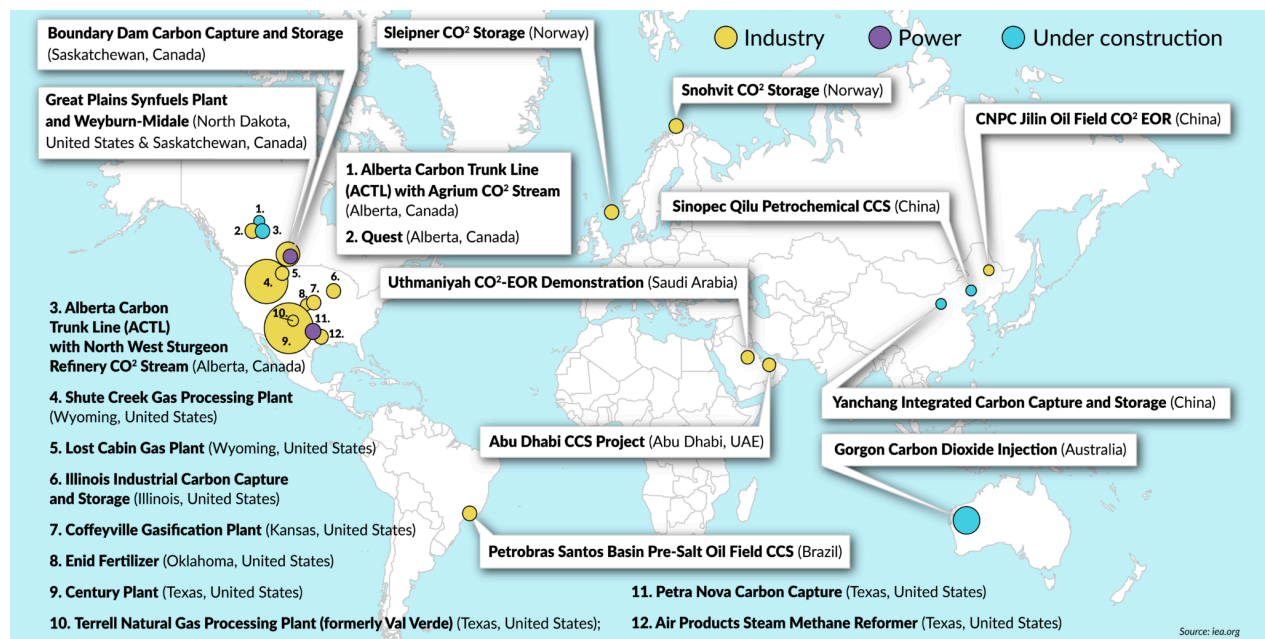 Boundary Dam Carbon Capture and Storage
(Saskatchewan, Canada)
Sleipner CO² Storage (Norway)
Industry
Power
Under construction
Great Plains Synfuels Plant
and Weyburn-Midale (North Dakota,
United States & Saskatchewan, Canada)
Snohvit CO² Storage (Norway)
CNPC Jilin Oil Field CO² EOR (China)
1. Alberta Carbon Trunk Line
(ACTL) with Agrium CO² Stream
(Alberta, Canada)
2. Quest (Alberta, Canada)
Sinopec Qilu Petrochemical CCS (China)
1.
2.
3.
4.
5.
6.
7.
8.
9.
10.
11.
12.
Uthmaniyah CO²-EOR Demonstration (Saudi Arabia)
3. Alberta Carbon
Trunk Line (ACTL)
with North West Sturgeon
Refinery CO² Stream (Alberta, Canada)
4. Shute Creek Gas Processing Plant
(Wyoming, United States)
Yanchang Integrated Carbon Capture and Storage (China)
5. Lost Cabin Gas Plant (Wyoming, United States)
Abu Dhabi CCS Project (Abu Dhabi, UAE)
Gorgon Carbon Dioxide Injection (Australia)
6. Illinois Industrial Carbon Capture
and Storage (Illinois, United States)
7. Coffeyville Gasification Plant (Kansas, United States)
8. Enid Fertilizer (Oklahoma, United States)
Petrobras Santos Basin Pre-Salt Oil Field CCS (Brazil)
9. Century Plant (Texas, United States)
10. Terrell Natural Gas Processing Plant (formerly Val Verde) (Texas, United States);
11. Petra Nova Carbon Capture (Texas, United States)
12. Air Products Steam Methane Reformer (Texas, United States)
Source: iea.org